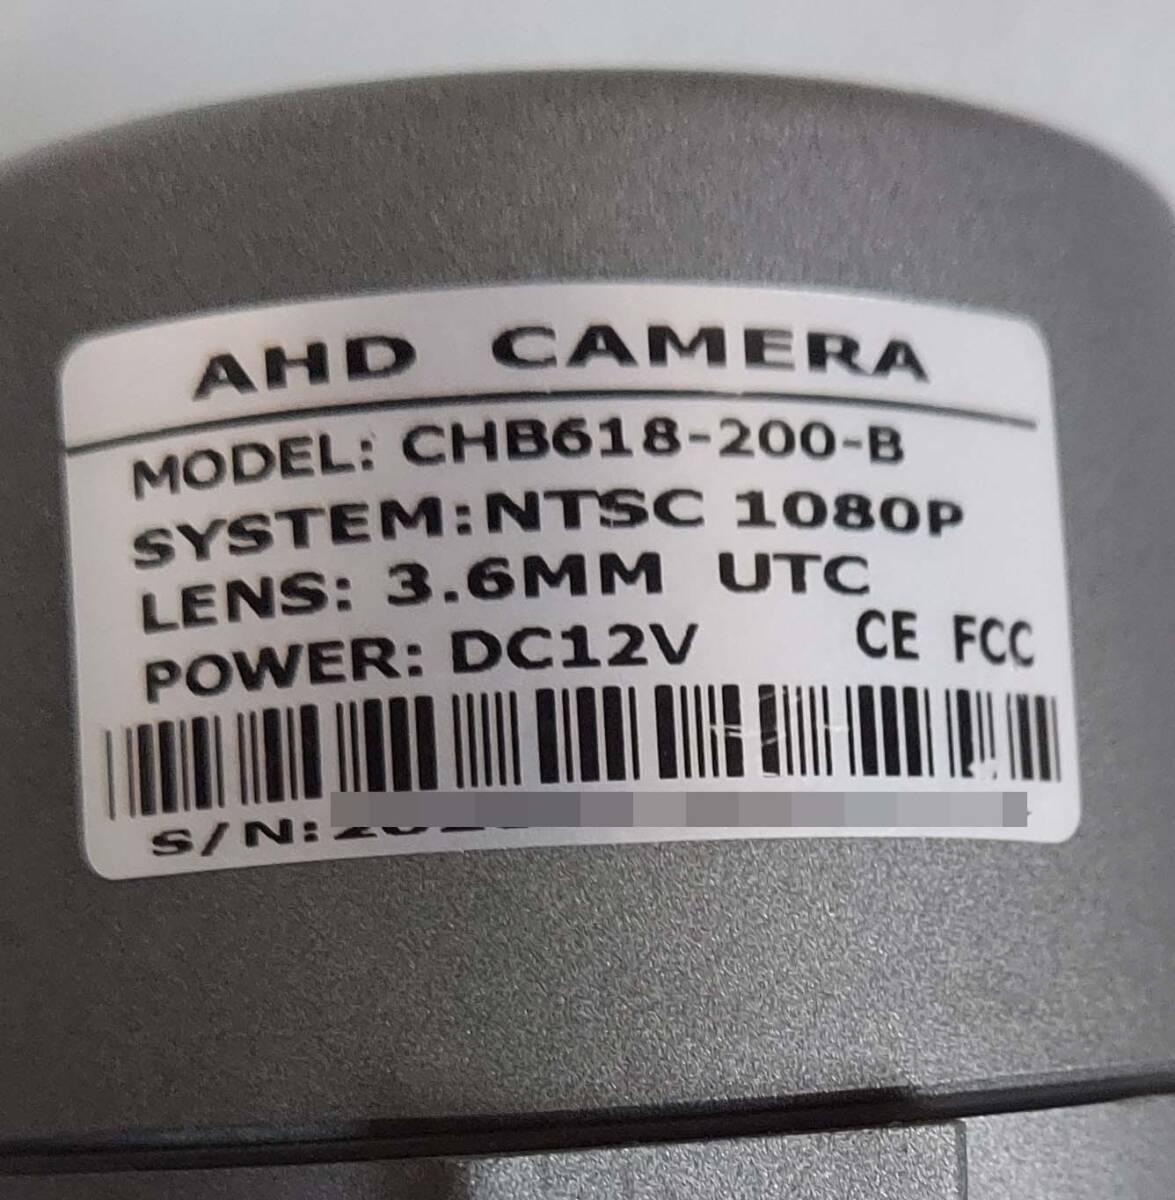 AHD CAMERA
MODEL: CHB618-200-B
SYSTEM:NTSC 1080P
LENS: 3.6MM UTC
POWER: DC12V CE FCC
S/N: